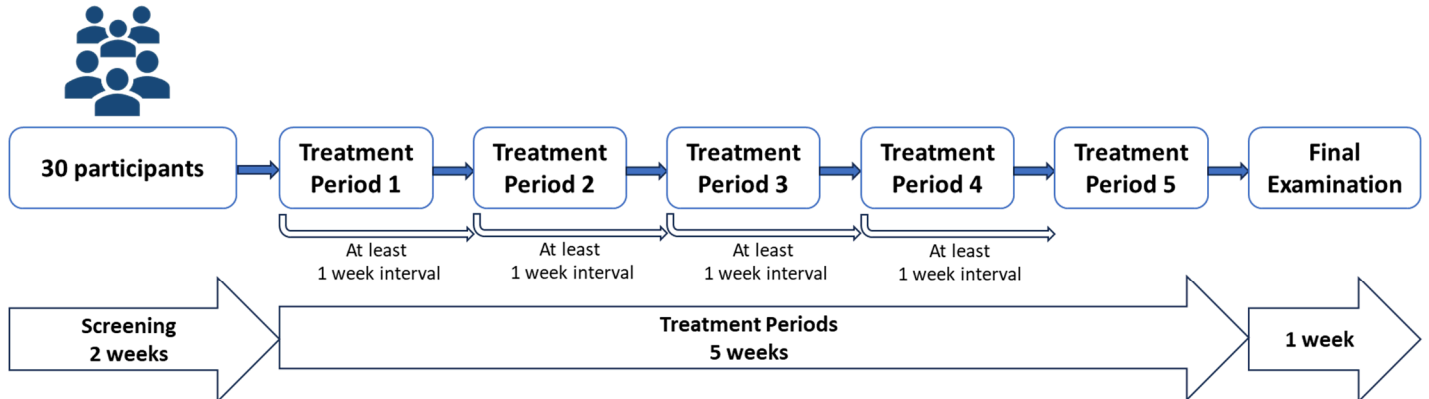 30 participants
Treatment
Period 1
Treatment
Period 2
Treatment
Period 3
Treatment
Period 4
Treatment
Period 5
Final
Examination
At least
1 week interval
At least
1 week interval
At least
1 week interval
At least
1 week interval
Screening
2 weeks
Treatment Periods
5 weeks
1 week